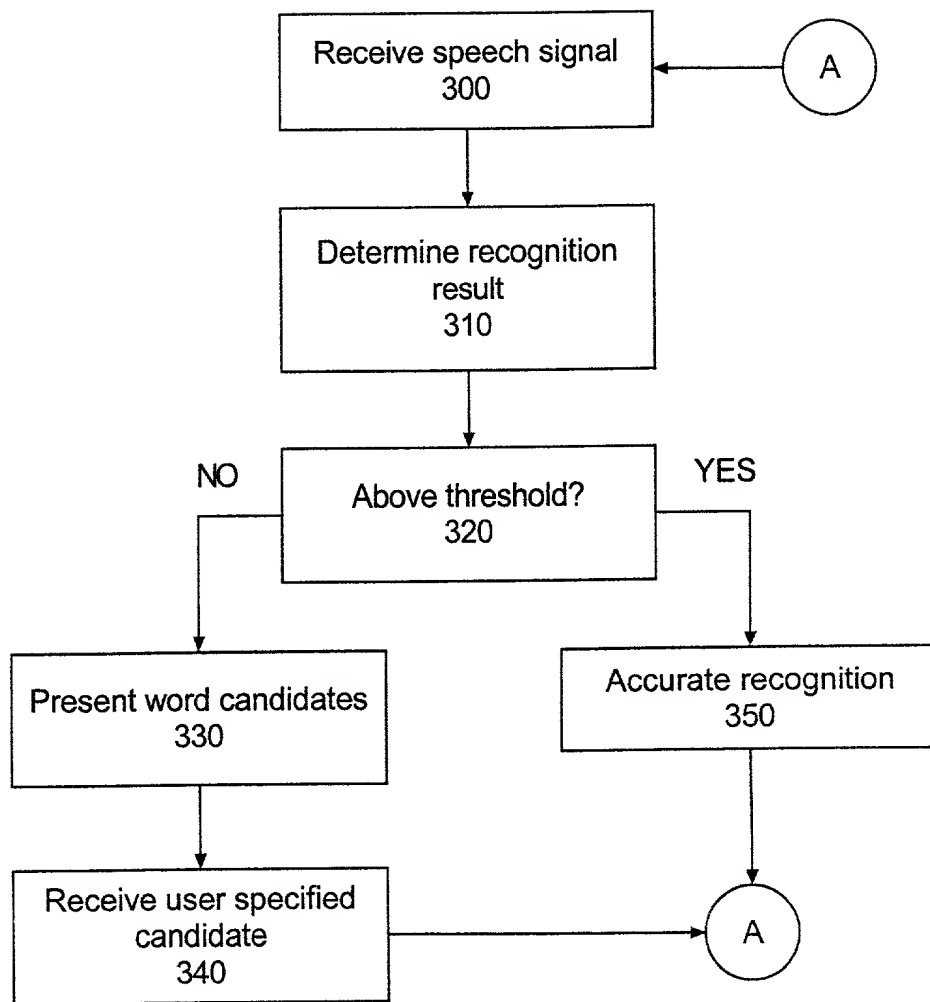 Receive speech signal
300
A
Determine recognition
result
310
NO
Above threshold?
320
YES
Present word candidates
330
Accurate recognition
350
Receive user specified
candidate
340
A